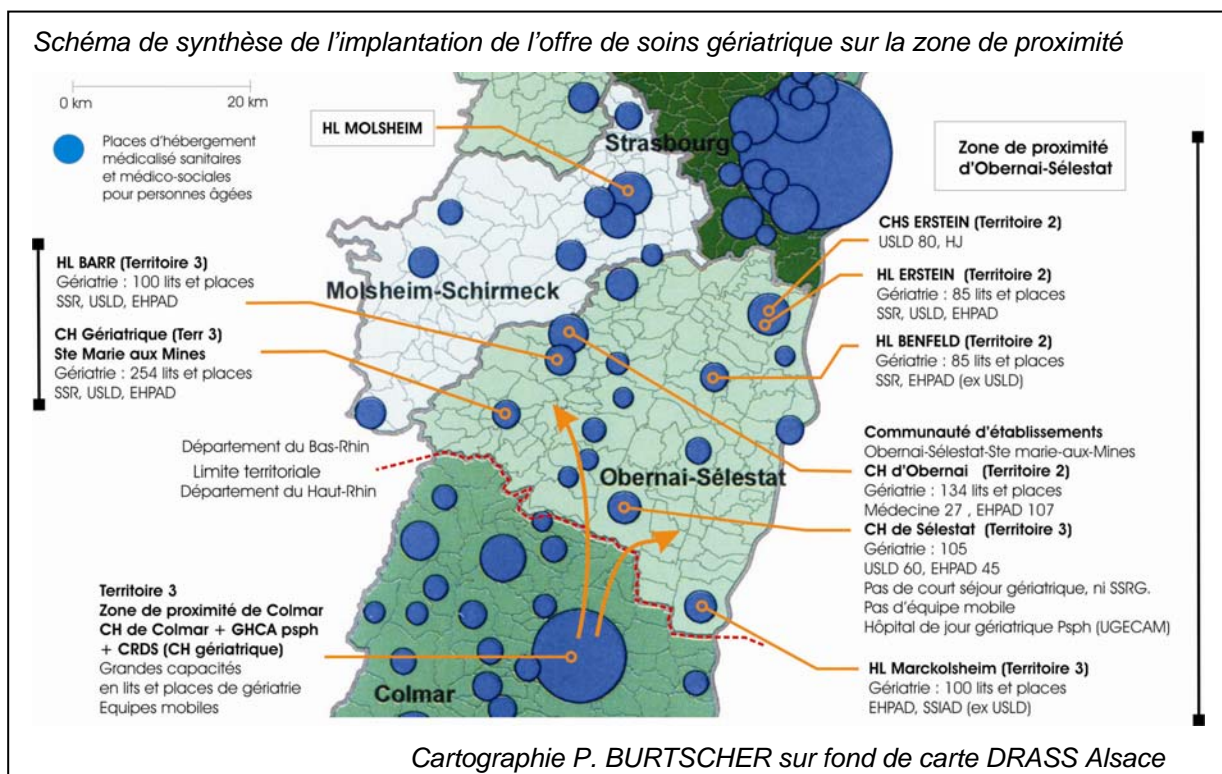 Schéma de synthèse de l'implantation de l'offre de soins gériatrique sur la zone de proximité
0 km 20 km
Places d'hébergement
médicalisé sanitaires
et médico-sociales
pour personnes âgées
HL MOLSHEIM
Strasbourg
Zone de proximité
d'Obernai-Sélestat
HL BARR (Territoire 3)
Gériatrie : 100 lits et places
SSR, USLD, EHPAD
CH Gériatrique (Terr 3)
Ste Marie aux Mines
Gériatrie : 254 lits et places
SSR, USLD, EHPAD
Molsheim-Schirmeck
CHS ERSTEIN (Territoire 2)
USLD 80, HJ
HL ERSTEIN (Territoire 2)
Gériatrie : 85 lits et places
SSR, USLD, EHPAD
HL BENFELD (Territoire 2)
Gériatrie : 85 lits et places
SSR, EHPAD (ex USLD)
Département du Bas-Rhin
Limite territoriale
Département du Haut-Rhin
Obernai-Sélestat
Communauté d'établissements
Obernai-Sélestat-Ste marie-aux-Mines
CH d'Obernai (Territoire 2)
Gériatrie : 134 lits et places
Médecine 27 , EHPAD 107
CH de Sélestat (Territoire 3)
Gériatrie : 105
USLD 60, EHPAD 45
Pas de court séjour gériatrique, ni SSRG.
Pas d'équipe mobile
Hôpital de jour gériatrique Psph (UGECAM)
Territoire 3
Zone de proximité de Colmar
CH de Colmar + GHCA psph
+ CRDS (CH gériatrique)
Grandes capacités
en lits et places de gériatrie
Equipes mobiles
Colmar
HL Marckolsheim (Territoire 3)
Gériatrie : 100 lits et places
EHPAD, SSIAD (ex USLD)
Cartographie P. BURTSCHER sur fond de carte DRASS Alsace